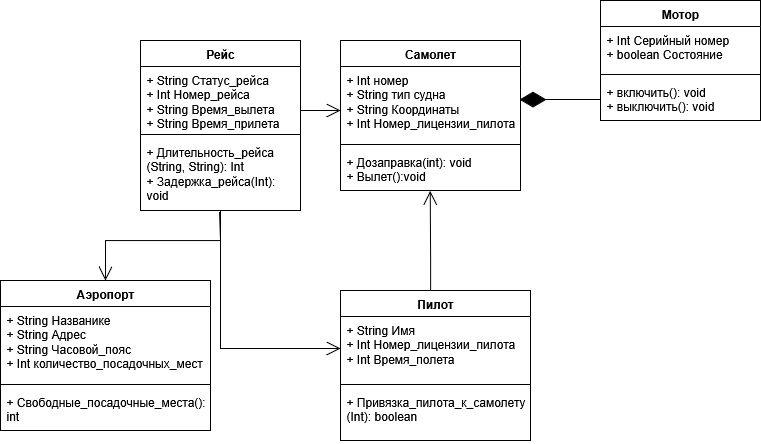 Мотор
+ Int Серийный номер
+ boolean Состояние
+ включить(): void
+ выключить(): void
Рейс
+ String Статус_рейса
+ Int Номер_рейса
+ String Время_вылета
+ String Время_прилета
+ Длительность_рейса
(String, String): Int
+ Задержка_рейса(Int):
void
Самолет
+ Int номер
+ String тип судна
+ String Координаты
+ Int Номер_лицензии_пилота
+ Дозаправка(int): void
+ Вылет():void
Аэропорт
+ String Названике
+ String Адрес
+ String Часовой_пояс
+ Int количество_посадочных_мест
+ Свободные_посадочные_места():
int
Пилот
+ String Имя
+ Int Номер_лицензии_пилота
+ Int Время_полета
+ Привязка_пилота_к_самолету
(Int): boolean